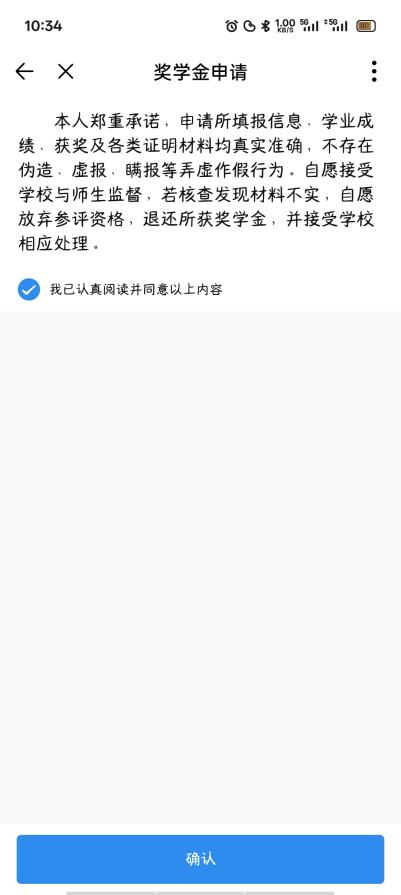 10:34
1.00 KB/S 5G 5G 80
奖学金申请
本人郑重承诺，申请所填报信息、学业成
绩、获奖及各类证明材料均真实准确，不存在
伪造、虚报、瞒报等弄虚作假行为。自愿接受
学校与师生监督，若核查发现材料不实，自愿
放弃参评资格，退还所获奖学金，并接受学校
相应处理。
我已认真阅读并同意以上内容
确认